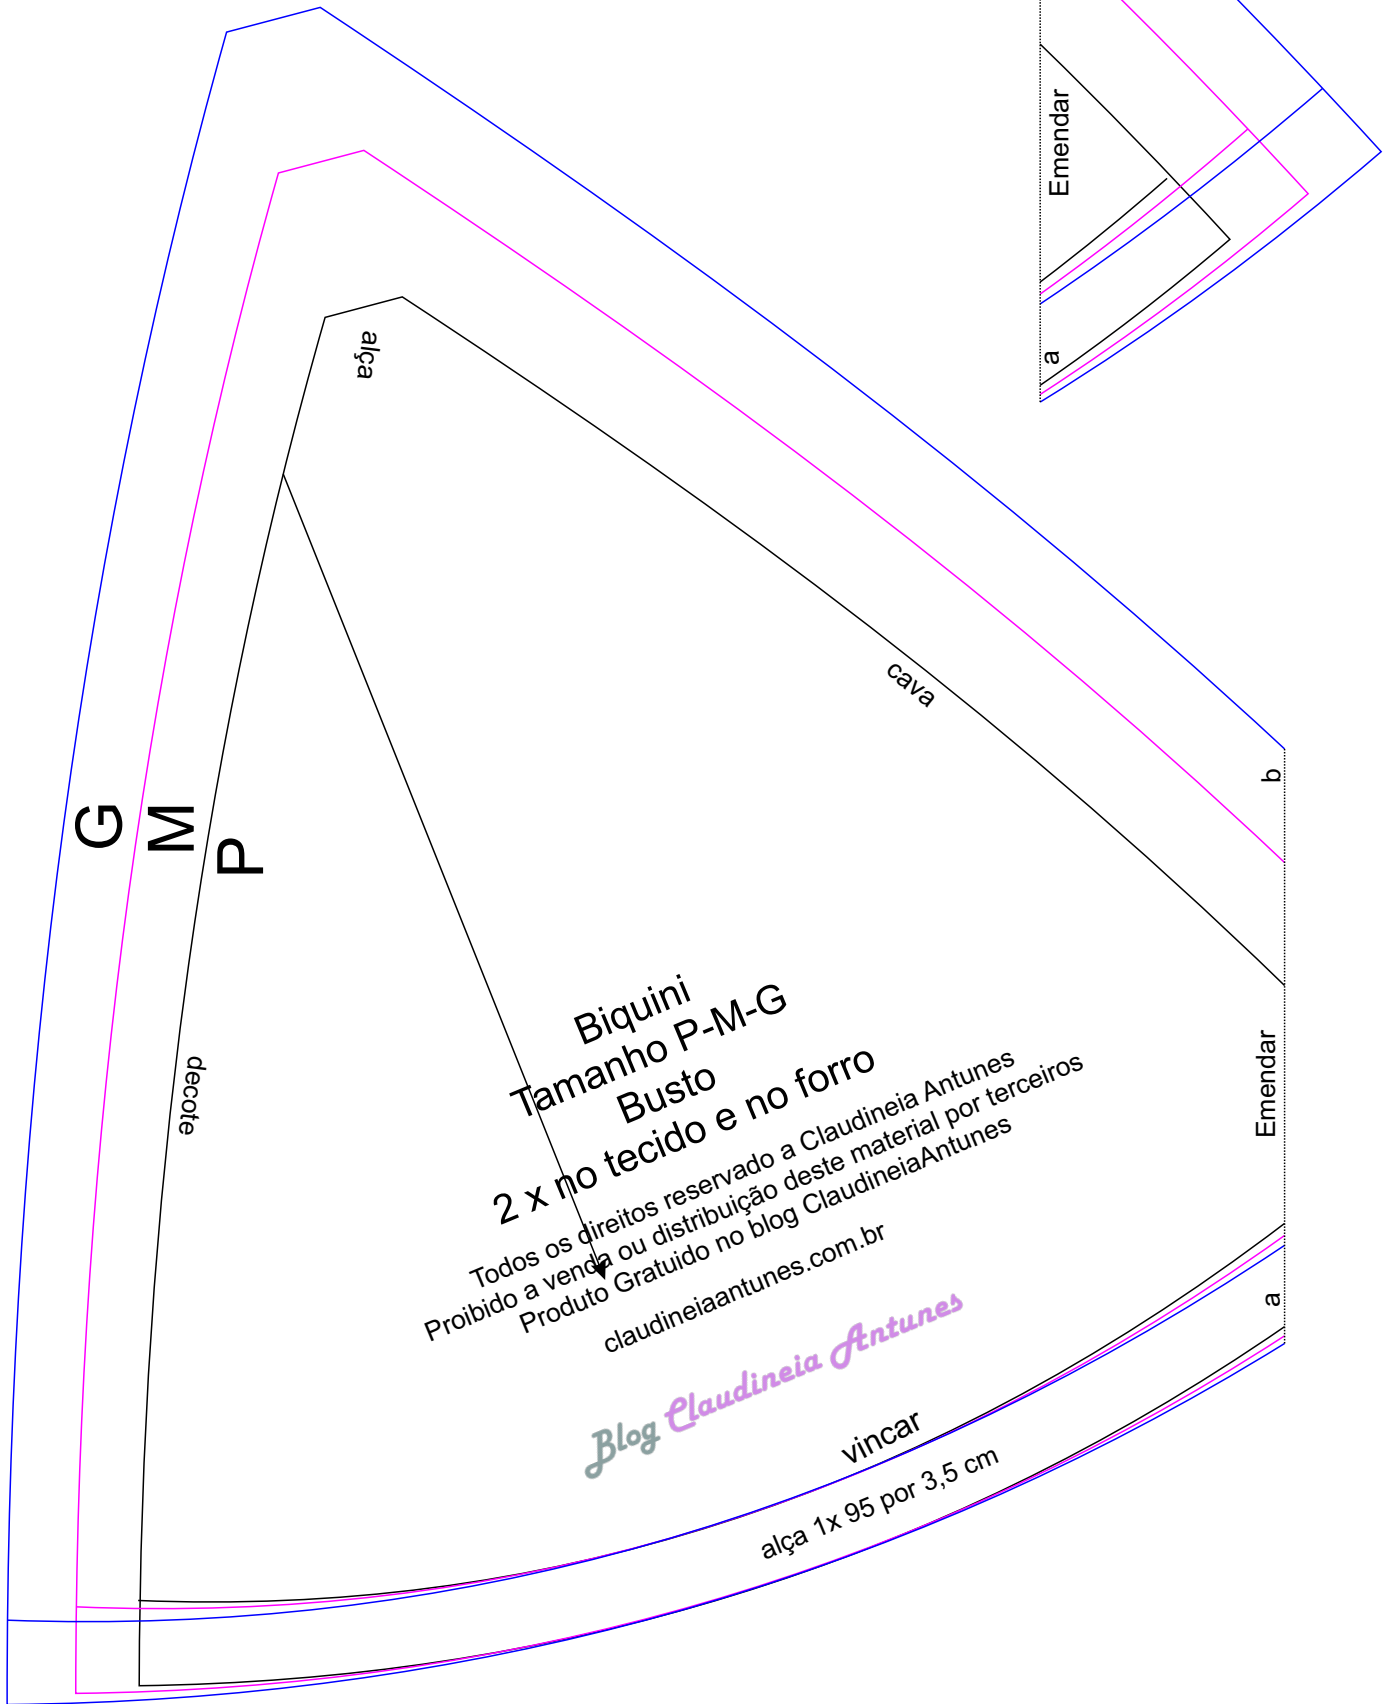 Emendar
a
alça
cava
G
M
P
b
decote
Emendar
a
Biquini
Tamanho P-M-G
Busto
2 x no tecido e no forro
Todos os direitos reservado a Claudineia Antunes
Proibido a venda ou distribuição deste material por terceiros
Produto Gratuido no blog ClaudineiaAntunes
claudineiaantunes.com.br
Blog Claudineia Antunes
vincar
alça 1x 95 por 3,5 cm